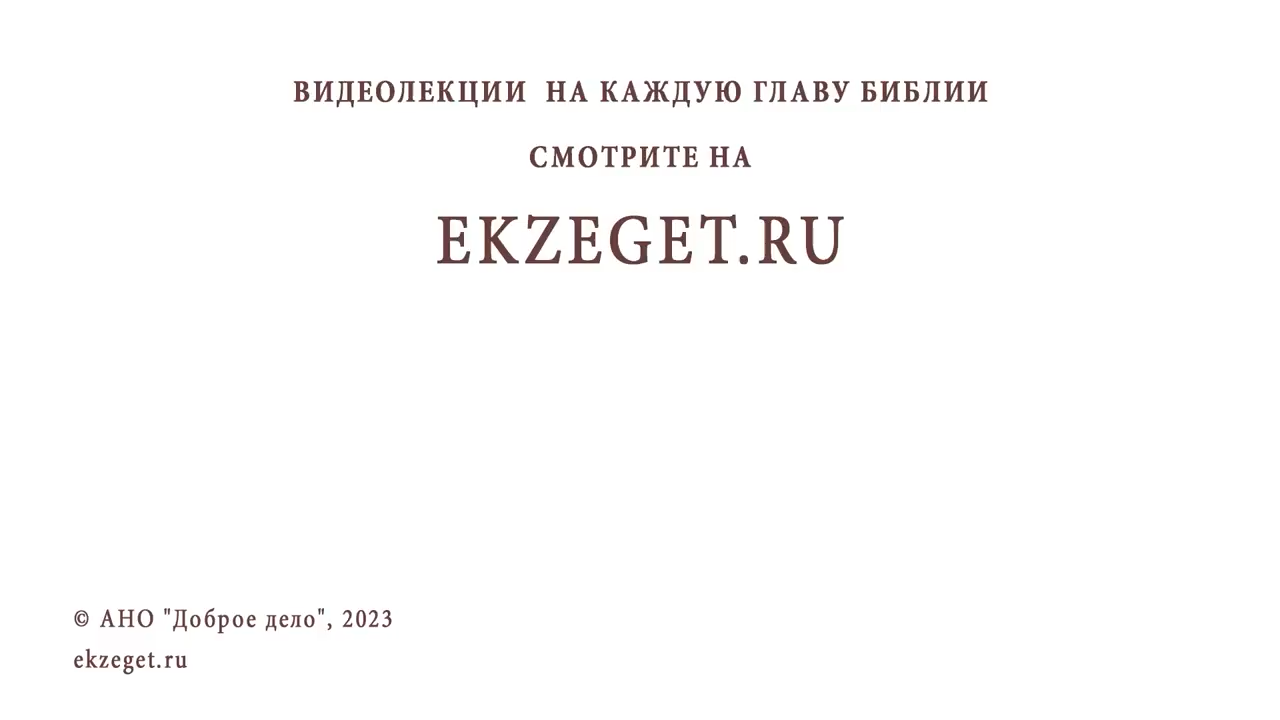 ВИДЕОЛЕКЦИИ НА КАЖДУЮ ГЛАВУ БИБЛИИ
СМОТРИТЕ НА
EKZEGET.RU
© АНО "Доброе дело", 2023
ekzeget.ru